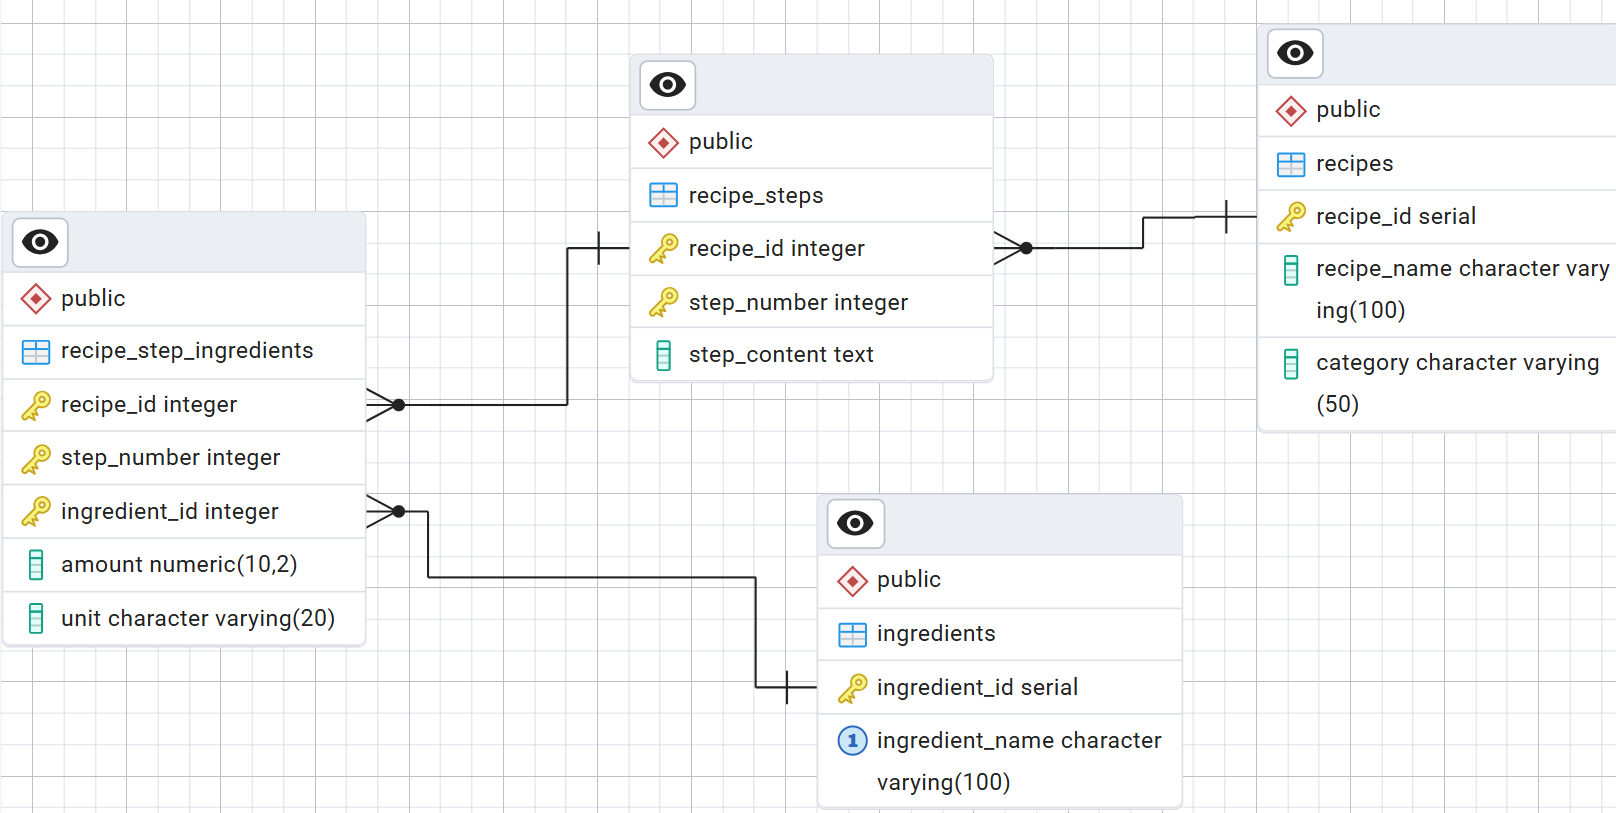 public
recipe_step_ingredients
recipe_id integer
step_number integer
ingredient_id integer
amount numeric(10,2)
unit character varying(20)
public
recipe_steps
recipe_id integer
step_number integer
step_content text
public
recipes
recipe_id serial
recipe_name character vary
ing(100)
category character varying
(50)
public
ingredients
ingredient_id serial
1
ingredient_name character
varying(100)